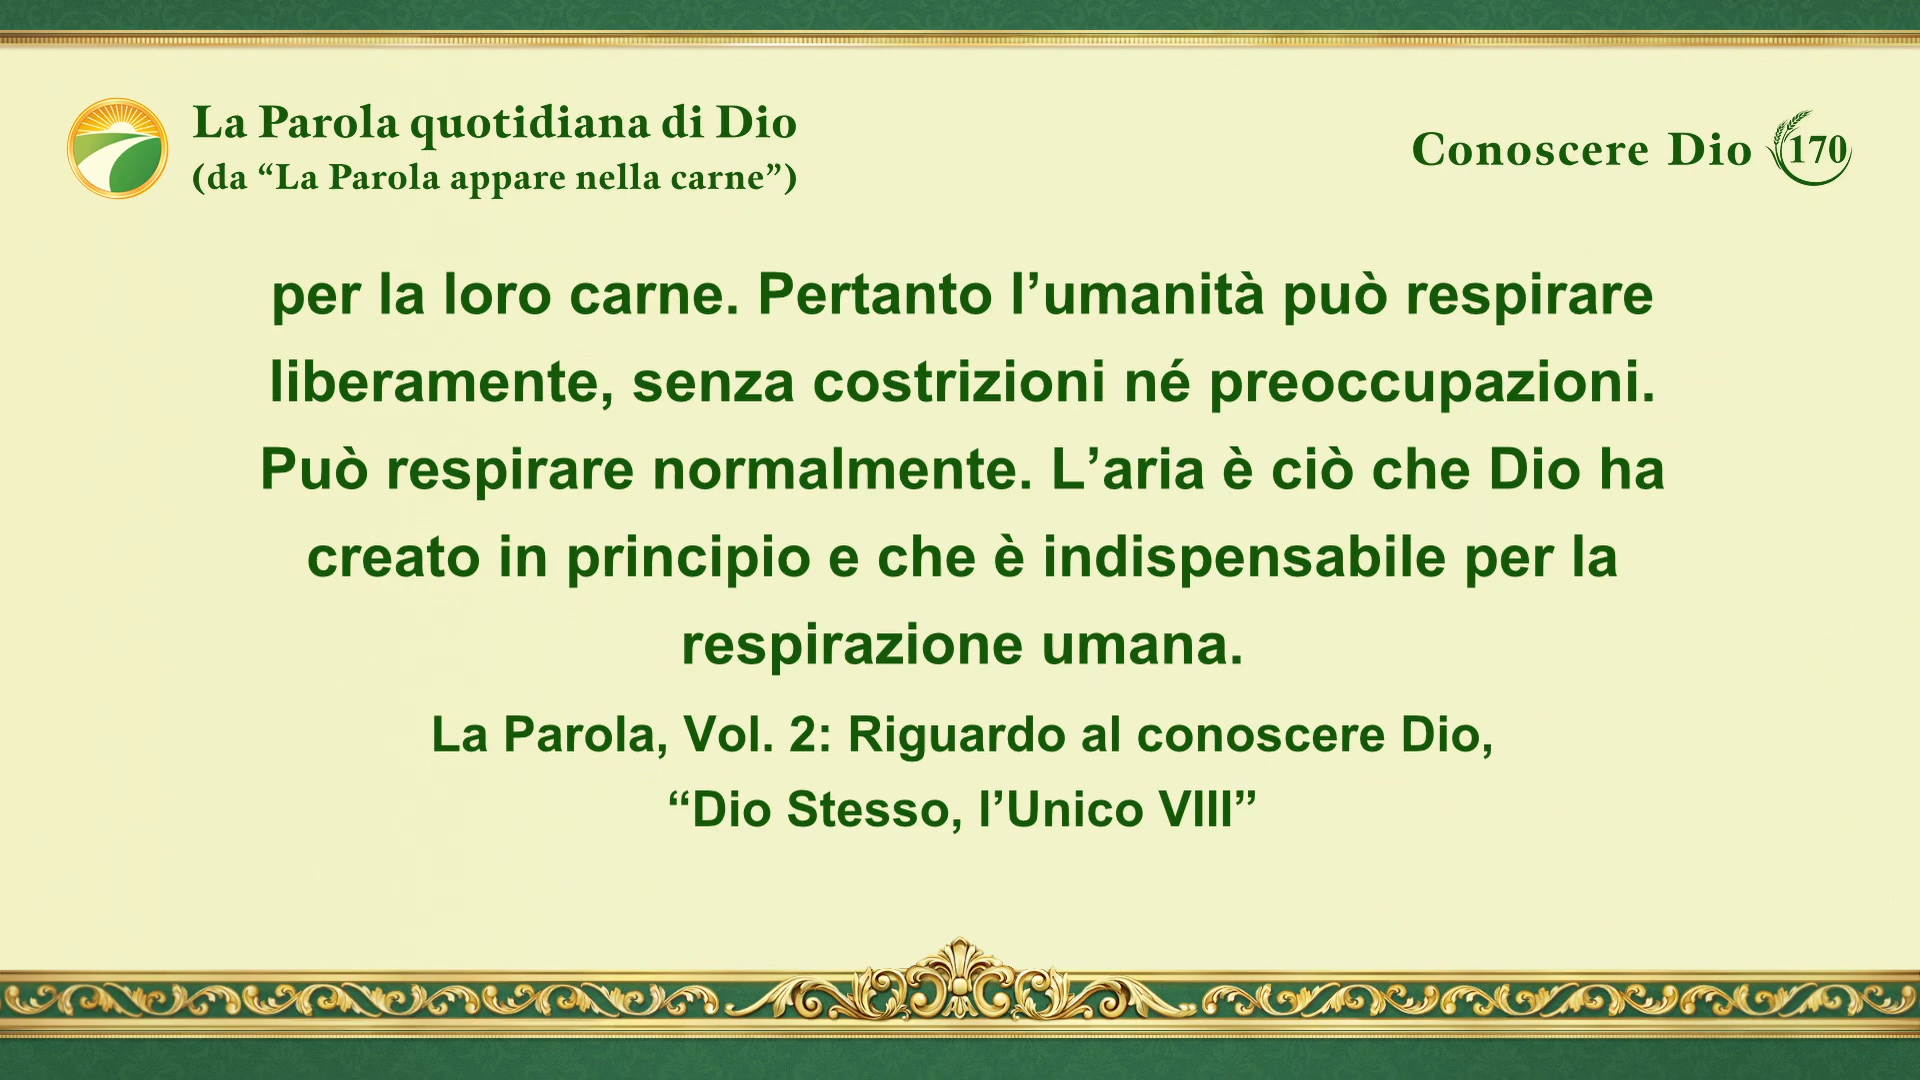 La Parola quotidiana di Dio
(da “La Parola appare nella carne”)
Conoscere Dio 170
per la loro carne. Pertanto l’umanità può respirare
liberamente, senza costrizioni né preoccupazioni.
Può respirare normalmente. L’aria è ciò che Dio ha
creato in principio e che è indispensabile per la
respirazione umana.
La Parola, Vol. 2: Riguardo al conoscere Dio,
“Dio Stesso, l’Unico VIII”